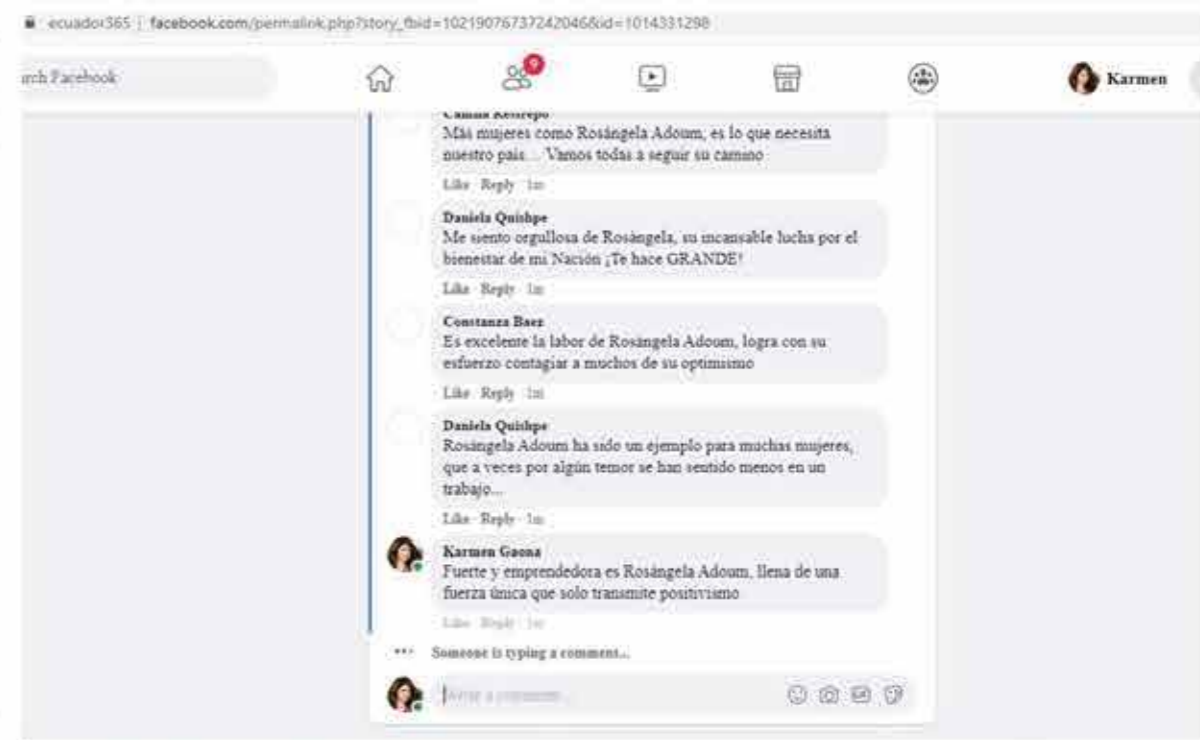 ecuador365 | facebook.com/permalink.php?story_fbid=10219076737242046&id=1014331298
rch Facebook
9
Karmen
Camila Restrepo
Más mujeres como Rosángela Adoum, es lo que necesita
nuestro país... Vamos todas a seguir su camino
Like · Reply · 1m
Daniela Quishpe
Me siento orgullosa de Rosángela, su incansable lucha por el
bienestar de mi Nación ¡Te hace GRANDE!
Like · Reply · 1m
Constanza Baez
Es excelente la labor de Rosángela Adoum, logra con su
esfuerzo contagiar a muchos de su optimismo
Like · Reply · 1m
Daniela Quishpe
Rosángela Adoum ha sido un ejemplo para muchas mujeres,
que a veces por algún temor se han sentido menos en un
trabajo...
Like · Reply · 1m
Karmen Gaona
Fuerte y emprendedora es Rosángela Adoum, llena de una
fuerza única que solo transmite positivismo
Like · Reply · 1m
Someone is typing a comment...
Write a comment...
GIF